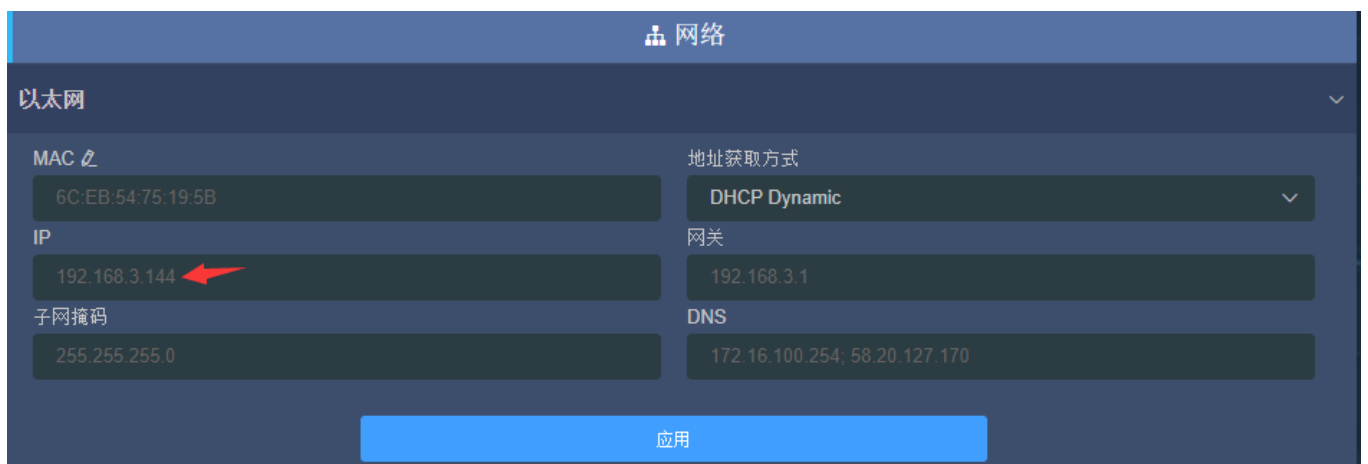 网络
以太网
MAC
地址获取方式
6C:EB:54:75:19:5B
DHCP Dynamic
IP
网关
192.168.3.144
192.168.3.1
子网掩码
DNS
255.255.255.0
172.16.100.254; 58.20.127.170
应用